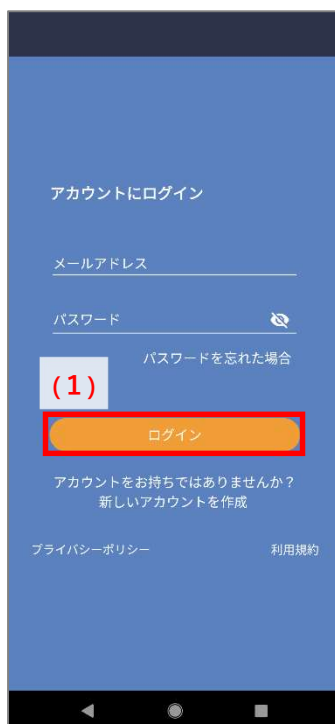 アカウントにログイン
メールアドレス
パスワード
パスワードを忘れた場合
(1)
ログイン
アカウントをお持ちではありませんか?
新しいアカウントを作成
プライバシーポリシー 利用規約